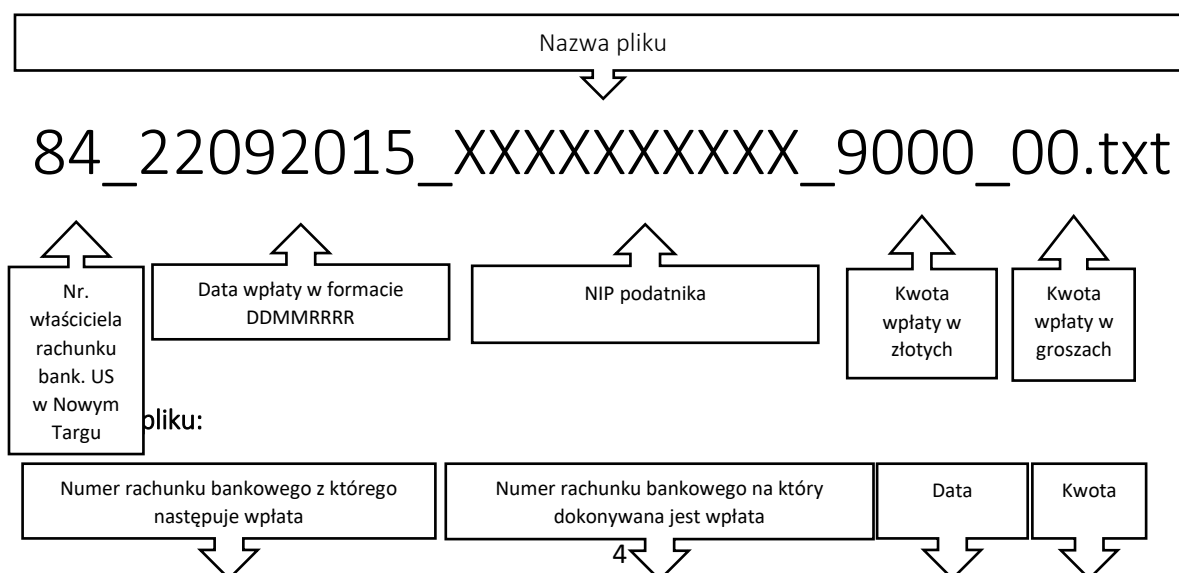 Nazwa pliku
84_22092015_XXXXXXXXXX_9000_00.txt
Nr.
właściciela
rachunku
bank. US
w Nowym
Targu
Data wpłaty w formacie
DDMMRRRR
NIP podatnika
Kwota
wpłaty w
złotych
Kwota
wpłaty w
groszach
pliku:
Numer rachunku bankowego z którego
następuje wpłata
Numer rachunku bankowego na który
dokonywana jest wpłata
Data
Kwota
4